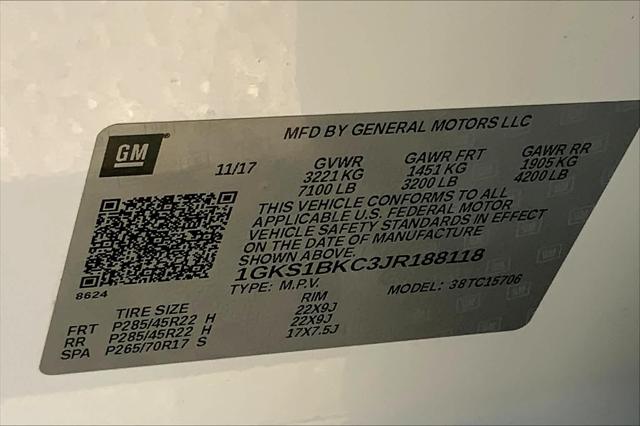 MFD BY GENERAL MOTORS LLC
GM
11/17
GVWR GAWR FRT GAWR RR
3221 KG 1451 KG 1905 KG
7100 LB 3200 LB 4200 LB
THIS VEHICLE CONFORMS TO ALL
APPLICABLE U.S. FEDERAL MOTOR
VEHICLE SAFETY STANDARDS IN EFFECT
ON THE DATE OF MANUFACTURE
SHOWN ABOVE.
1GKS1BKC3JR188118
8624
TYPE: M.P.V. MODEL: 38TC15706
TIRE SIZE RIM
FRT P285/45R22 H 22X9J
RR P285/45R22 H 22X9J
SPA P265/70R17 S 17X7.5J